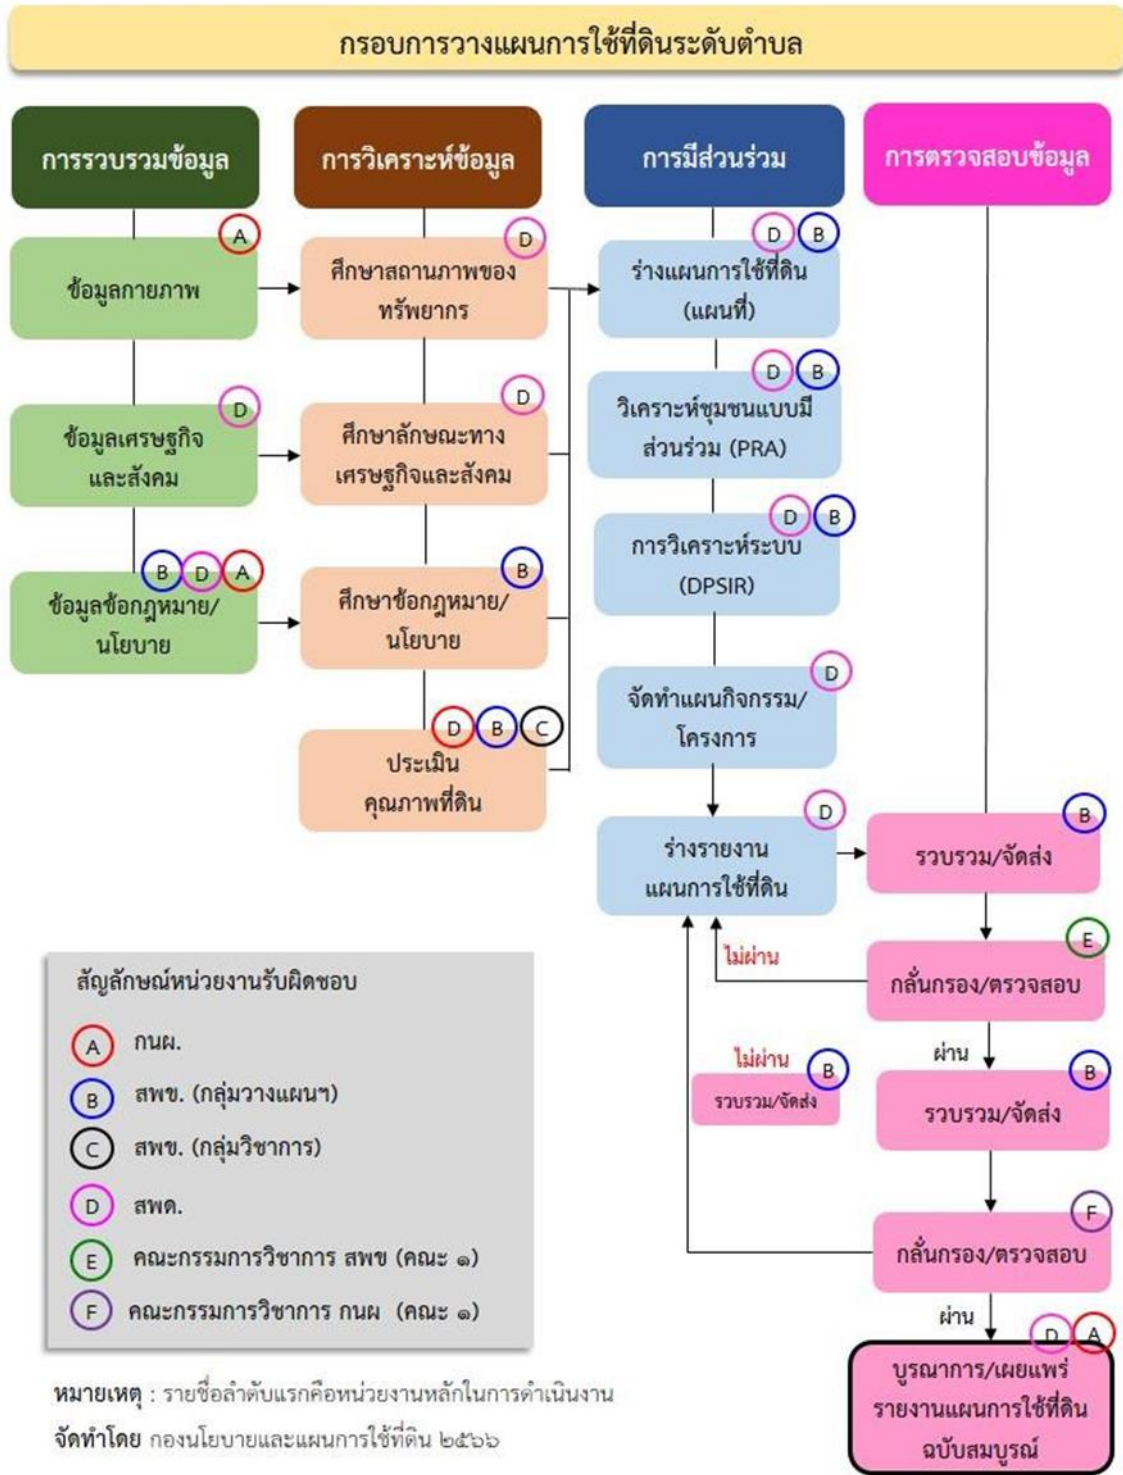 กรอบการวางแผนการใช้ที่ดินระดับตำบล
การรวบรวมข้อมูล
A
ข้อมูลกายภาพ
D
ข้อมูลเศรษฐกิจ
และสังคม
B D A
ข้อมูลข้อกฎหมาย/
นโยบาย
การวิเคราะห์ข้อมูล
D
ศึกษาสถานภาพของ
ทรัพยากร
D
ศึกษาลักษณะทาง
เศรษฐกิจและสังคม
B
ศึกษาข้อกฎหมาย/
นโยบาย
D B C
ประเมิน
คุณภาพที่ดิน
การมีส่วนร่วม
D B
ร่างแผนการใช้ที่ดิน
(แผนที่)
D B
วิเคราะห์ชุมชนแบบมี
ส่วนร่วม (PRA)
D B
การวิเคราะห์ระบบ
(DPSIR)
D
จัดทำแผนกิจกรรม/
โครงการ
D
ร่างรายงาน
แผนการใช้ที่ดิน
การตรวจสอบข้อมูล
B
รวบรวม/จัดส่ง
E
กลั่นกรอง/ตรวจสอบ
ไม่ผ่าน
ผ่าน
B
รวบรวม/จัดส่ง
F
กลั่นกรอง/ตรวจสอบ
ไม่ผ่าน
B
รวบรวม/จัดส่ง
ผ่าน
D A
บูรณาการ/เผยแพร่
รายงานแผนการใช้ที่ดิน
ฉบับสมบูรณ์
สัญลักษณ์หน่วยงานรับผิดชอบ
A กนผ.
B สพข. (กลุ่มวางแผนฯ)
C สพข. (กลุ่มวิชาการ)
D สพด.
E คณะกรรมการวิชาการ สพข (คณะ ๑)
F คณะกรรมการวิชาการ กนผ (คณะ ๑)
หมายเหตุ : รายชื่อลำดับแรกคือหน่วยงานหลักในการดำเนินงาน
จัดทำโดย กองนโยบายและแผนการใช้ที่ดิน ๒๕๖๖